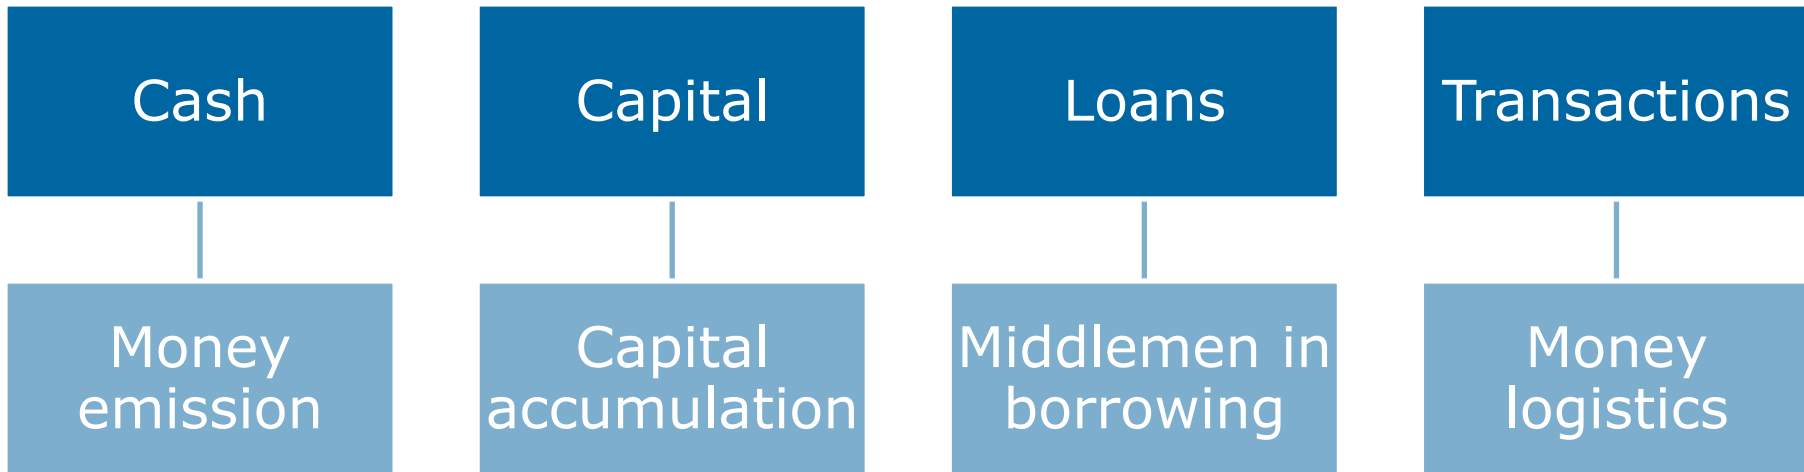 Cash
Capital
Loans
Transactions
Money
emission
Capital
accumulation
Middlemen in
borrowing
Money
logistics